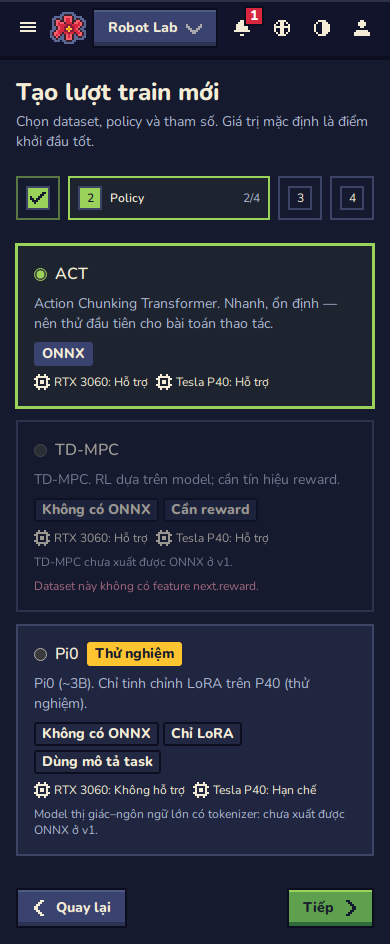 Robot Lab
1
Tạo lượt train mới
Chọn dataset, policy và tham số. Giá trị mặc định là điểm
khởi đầu tốt.
2 Policy 2/4
3
4
ACT
Action Chunking Transformer. Nhanh, ổn định —
nên thử đầu tiên cho bài toán thao tác.
ONNX
RTX 3060: Hỗ trợ Tesla P40: Hỗ trợ
TD-MPC
TD-MPC. RL dựa trên model; cần tín hiệu reward.
Không có ONNX Cần reward
RTX 3060: Hỗ trợ Tesla P40: Hỗ trợ
TD-MPC chưa xuất được ONNX ở v1.
Dataset này không có feature next.reward.
Pi0 Thử nghiệm
Pi0 (~3B). Chỉ tinh chỉnh LoRA trên P40 (thử
nghiệm).
Không có ONNX Chỉ LoRA
Dùng mô tả task
RTX 3060: Không hỗ trợ Tesla P40: Hạn chế
Model thị giác–ngôn ngữ lớn có tokenizer: chưa xuất được
ONNX ở v1.
Quay lại Tiếp